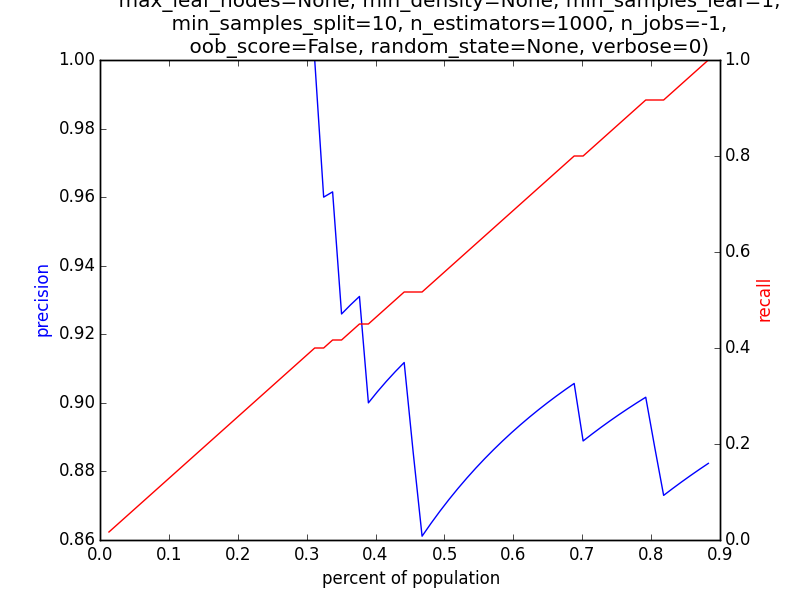 max_leaf_nodes=None, min_density=None, min_samples_leaf=1,
min_samples_split=10, n_estimators=1000, n_jobs=-1,
oob_score=False, random_state=None, verbose=0)
1.00
0.98
0.96
0.94
0.92
0.90
0.88
0.86
precision
1.0
0.8
0.6
0.4
0.2
0.0
recall
0.0 0.1 0.2 0.3 0.4 0.5 0.6 0.7 0.8 0.9
percent of population